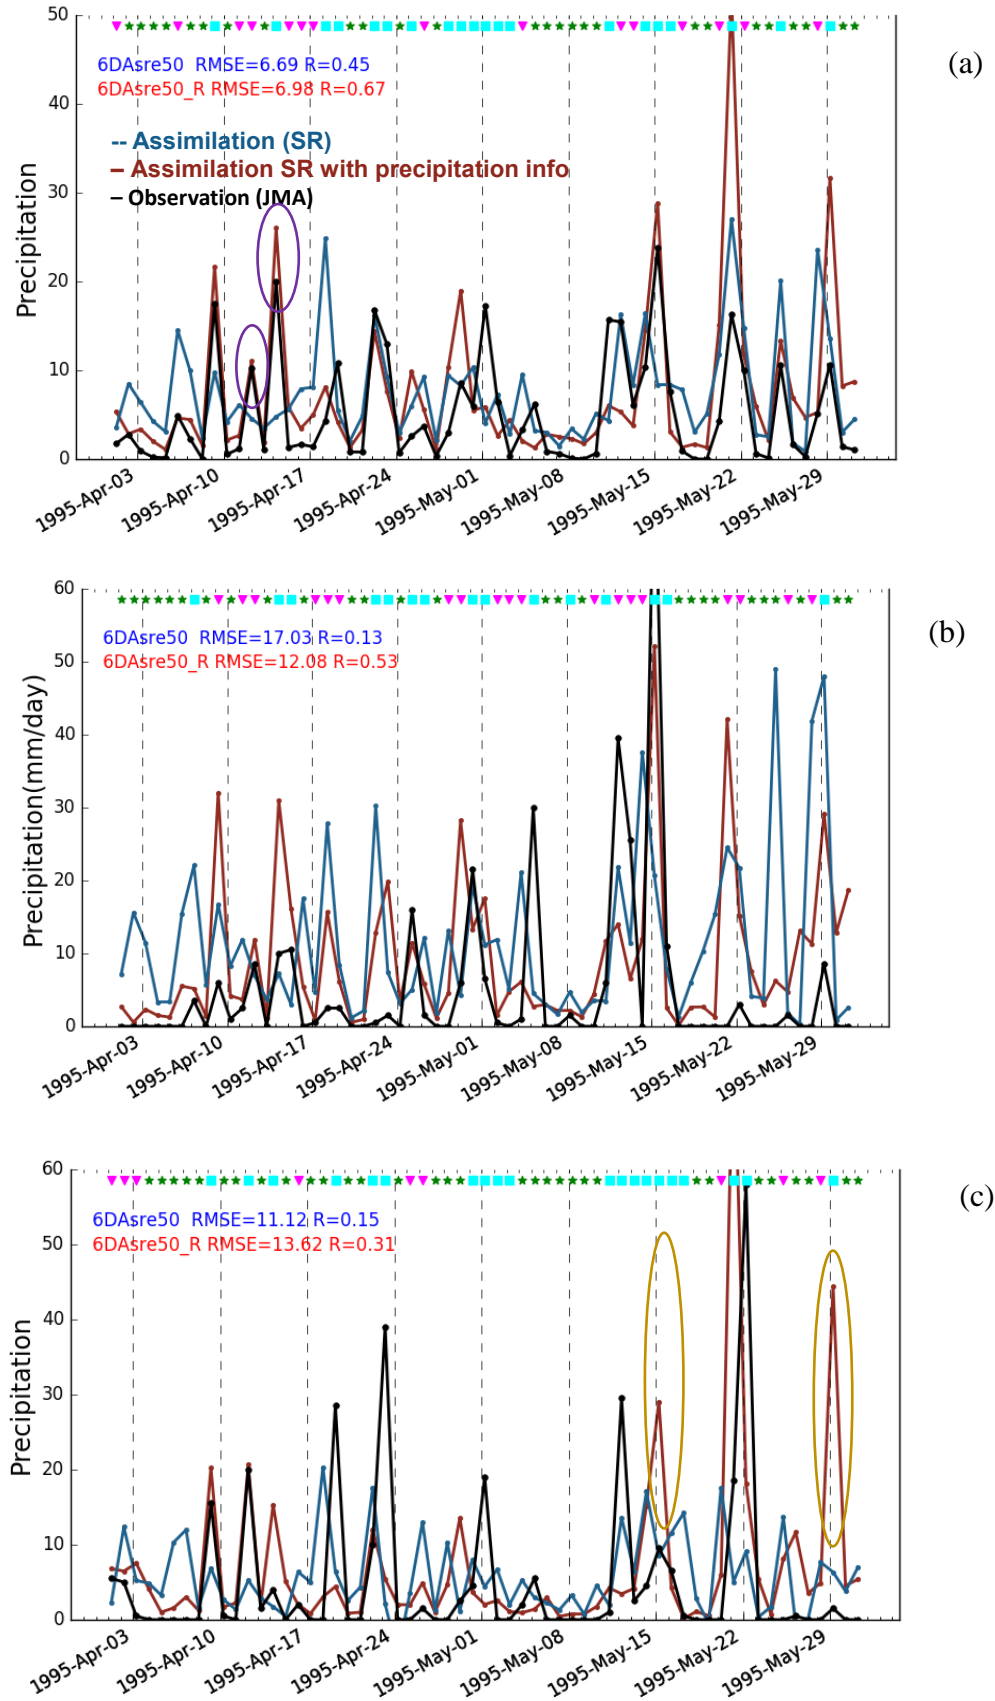 50
40
30
20
10
0
Precipitation
6DAsre50 RMSE=6.69 R=0.45
6DAsre50_R RMSE=6.98 R=0.67
-- Assimilation (SR)
– Assimilation SR with precipitation info
– Observation (JMA)
(a)
1995-Apr-03
1995-Apr-10
1995-Apr-17
1995-Apr-24
1995-May-01
1995-May-08
1995-May-15
1995-May-22
1995-May-29
60
50
40
30
20
10
0
Precipitation(mm/day)
6DAsre50 RMSE=17.03 R=0.13
6DAsre50_R RMSE=12.08 R=0.53
(b)
1995-Apr-03
1995-Apr-10
1995-Apr-17
1995-Apr-24
1995-May-01
1995-May-08
1995-May-15
1995-May-22
1995-May-29
60
50
40
30
20
10
0
Precipitation
6DAsre50 RMSE=11.12 R=0.15
6DAsre50_R RMSE=13.62 R=0.31
(c)
1995-Apr-03
1995-Apr-10
1995-Apr-17
1995-Apr-24
1995-May-01
1995-May-08
1995-May-15
1995-May-22
1995-May-29